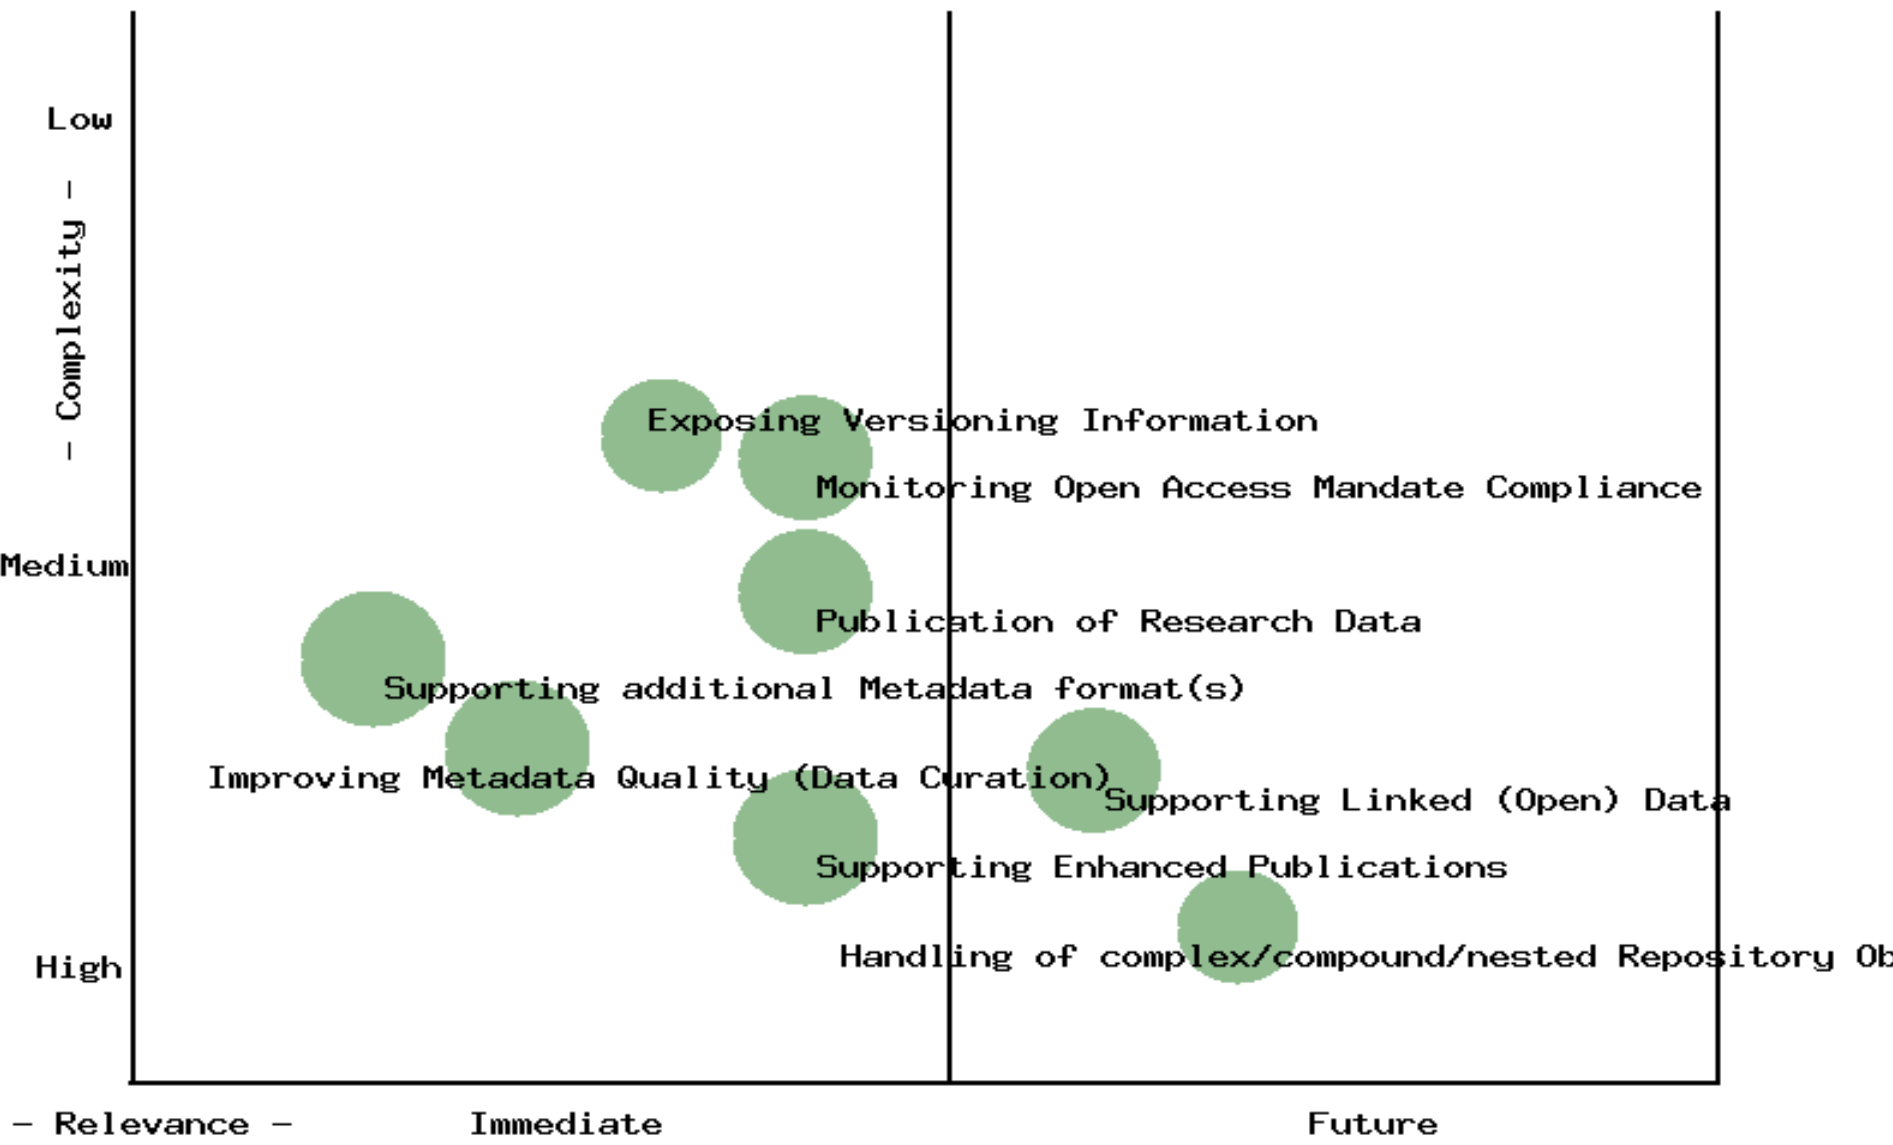 Low
- Complexity -
Exposing Versioning Information
Monitoring Open Access Mandate Compliance
Medium
Publication of Research Data
Supporting additional Metadata format(s)
Improving Metadata Quality (Data Curation)
Supporting Linked (Open) Data
Supporting Enhanced Publications
Handling of complex/compound/nested Repository Ob
High
- Relevance -
Immediate
Future